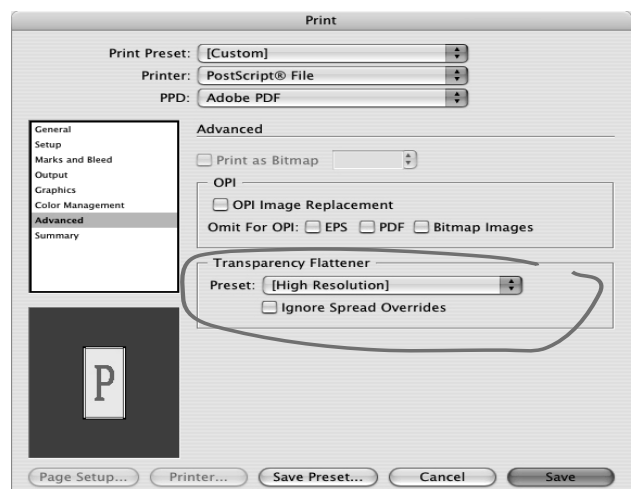 Print
Print Preset: [Custom]
Printer: PostScript® File
PPD: Adobe PDF
General
Setup
Marks and Bleed
Output
Graphics
Color Management
Advanced
Summary
Advanced
Print as Bitmap
OPI
OPI Image Replacement
Omit For OPI: EPS PDF Bitmap Images
Transparency Flattener
Preset: [High Resolution]
Ignore Spread Overrides
P
Page Setup... Printer... Save Preset... Cancel Save